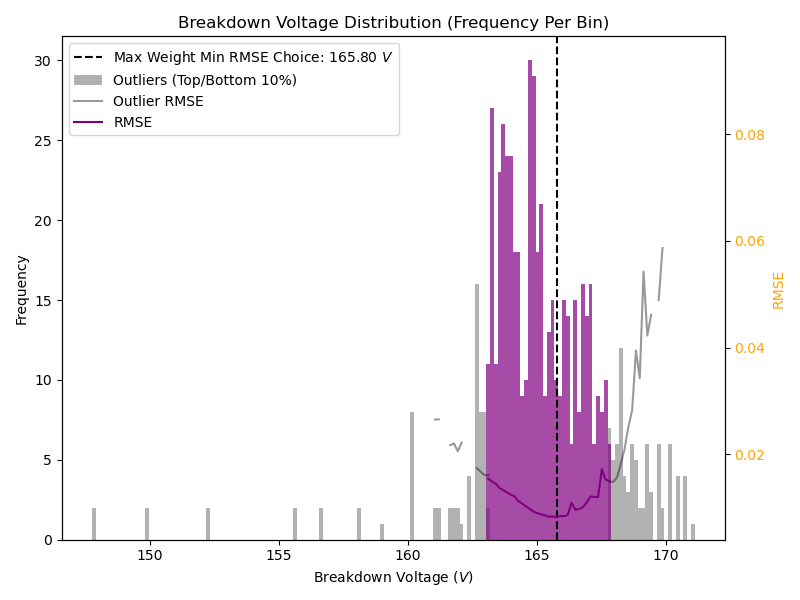 Breakdown Voltage Distribution (Frequency Per Bin)
Max Weight Min RMSE Choice: 165.80 V
Outliers (Top/Bottom 10%)
Outlier RMSE
RMSE
Frequency
30
25
20
15
10
5
0
0.08
0.06
0.04
0.02
RMSE
150
155
160
165
170
Breakdown Voltage (V)